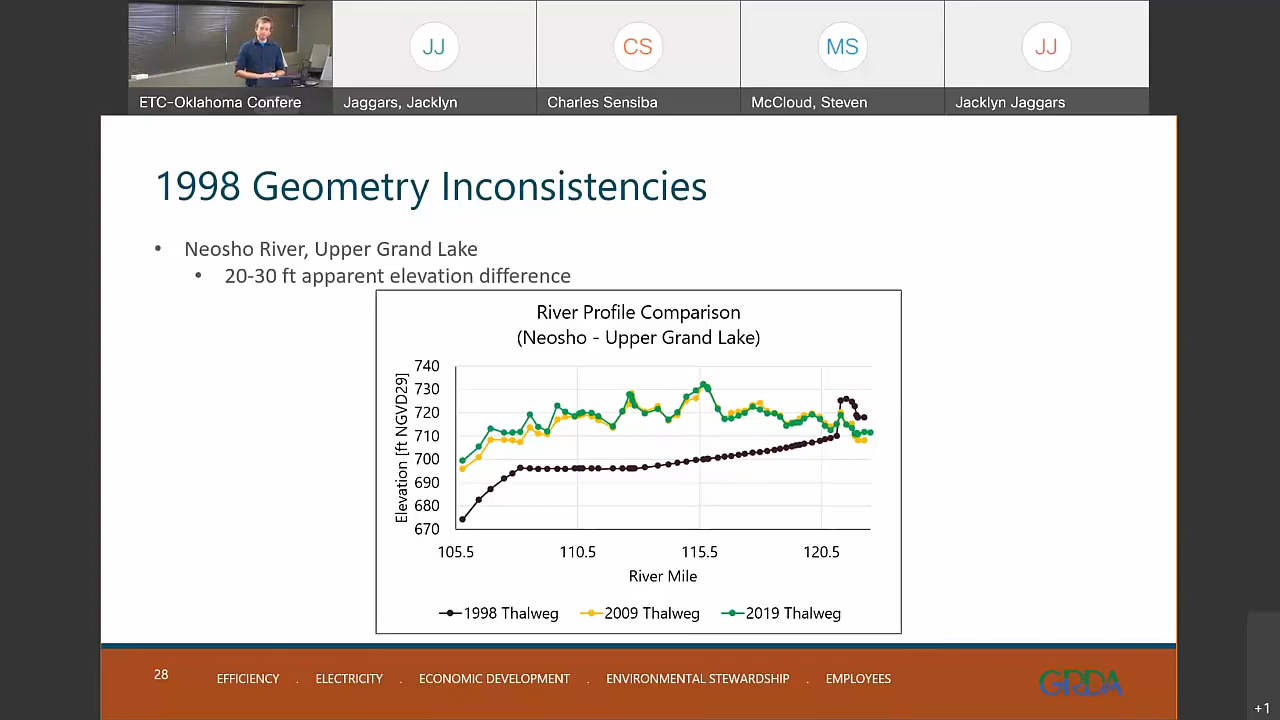 JJ
CS
MS
JJ
ETC-Oklahoma Confere
Jaggars, Jacklyn
Charles Sensiba
McCloud, Steven
Jacklyn Jaggars
1998 Geometry Inconsistencies
• Neosho River, Upper Grand Lake
• 20-30 ft apparent elevation difference
River Profile Comparison
(Neosho - Upper Grand Lake)
Elevation [ft NGVD29]
740
730
720
710
700
690
680
670
105.5 110.5 115.5 120.5
River Mile
1998 Thalweg 2009 Thalweg 2019 Thalweg
28
EFFICIENCY . ELECTRICITY . ECONOMIC DEVELOPMENT . ENVIRONMENTAL STEWARDSHIP . EMPLOYEES
GRDA
+1